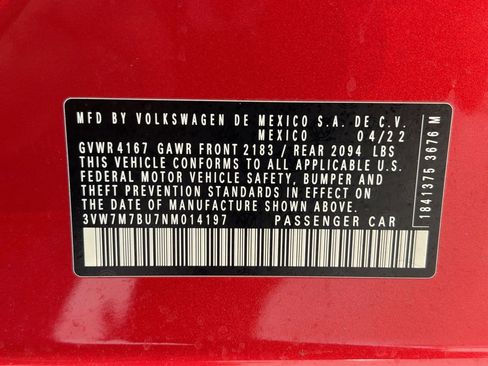 MFD BY VOLKSWAGEN DE MEXICO S.A. DE C.V.
MEXICO 04/22
GVWR 4167 GAWR FRONT 2183 / REAR 2094 LBS
THIS VEHICLE CONFORMS TO ALL APPLICABLE U.S.
FEDERAL MOTOR VEHICLE SAFETY, BUMPER AND
THEFT PREVENTION STANDARDS IN EFFECT ON
THE DATE OF MANUFACTURE SHOWN ABOVE.
3VW7M7BU7NM014197 PASSENGER CAR
1841375 3676 M